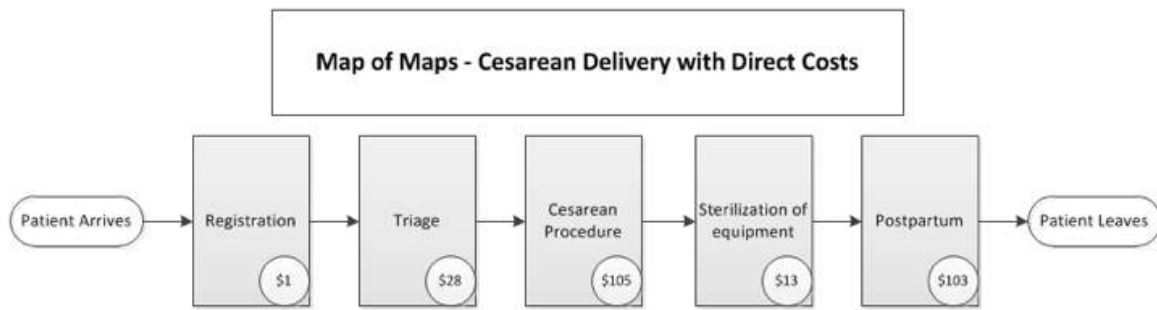 Map of Maps - Cesarean Delivery with Direct Costs
Patient Arrives
Registration
$1
Triage
$28
Cesarean
Procedure
$105
Sterilization of
equipment
$13
Postpartum
$103
Patient Leaves